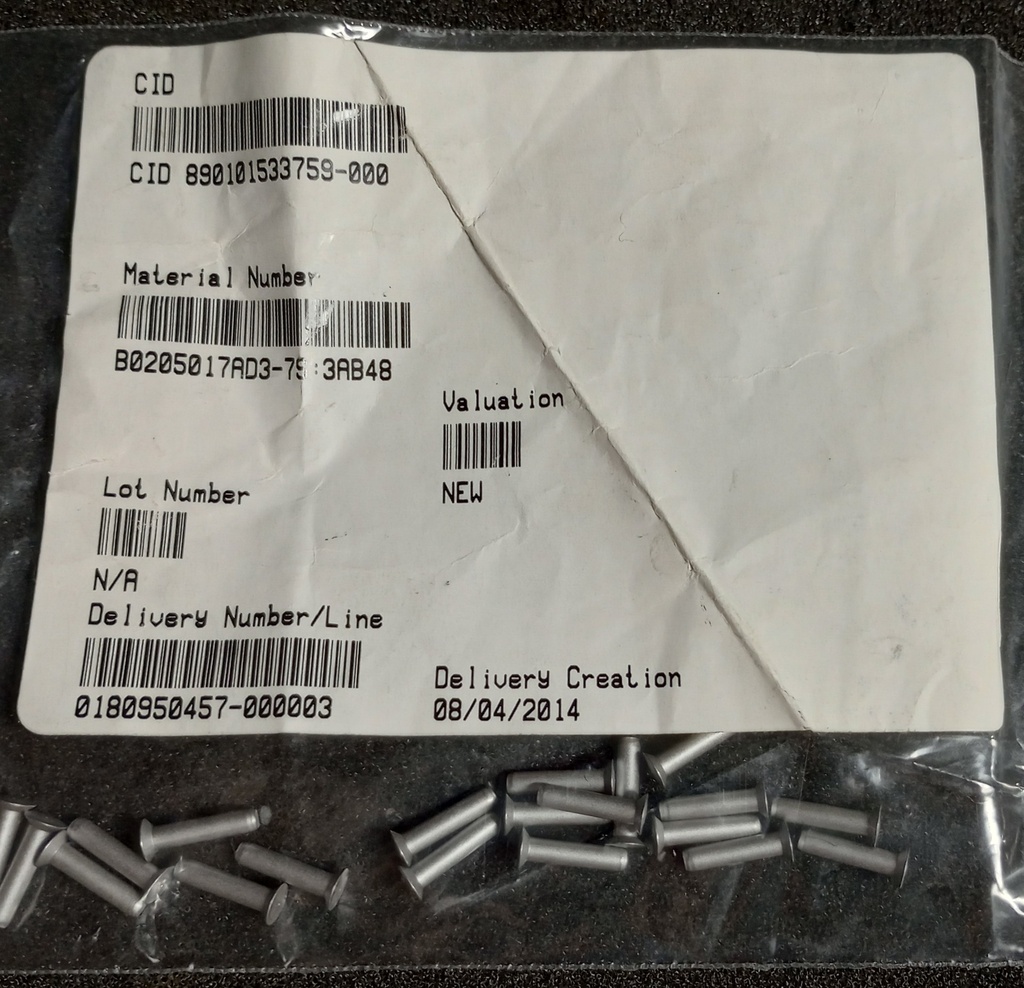 CID
CID 890101533759-000
Material Number
Valuation
NEW
Lot Number
N/A
Delivery Number/Line
0180950457-000003
Delivery Creation
08/04/2014